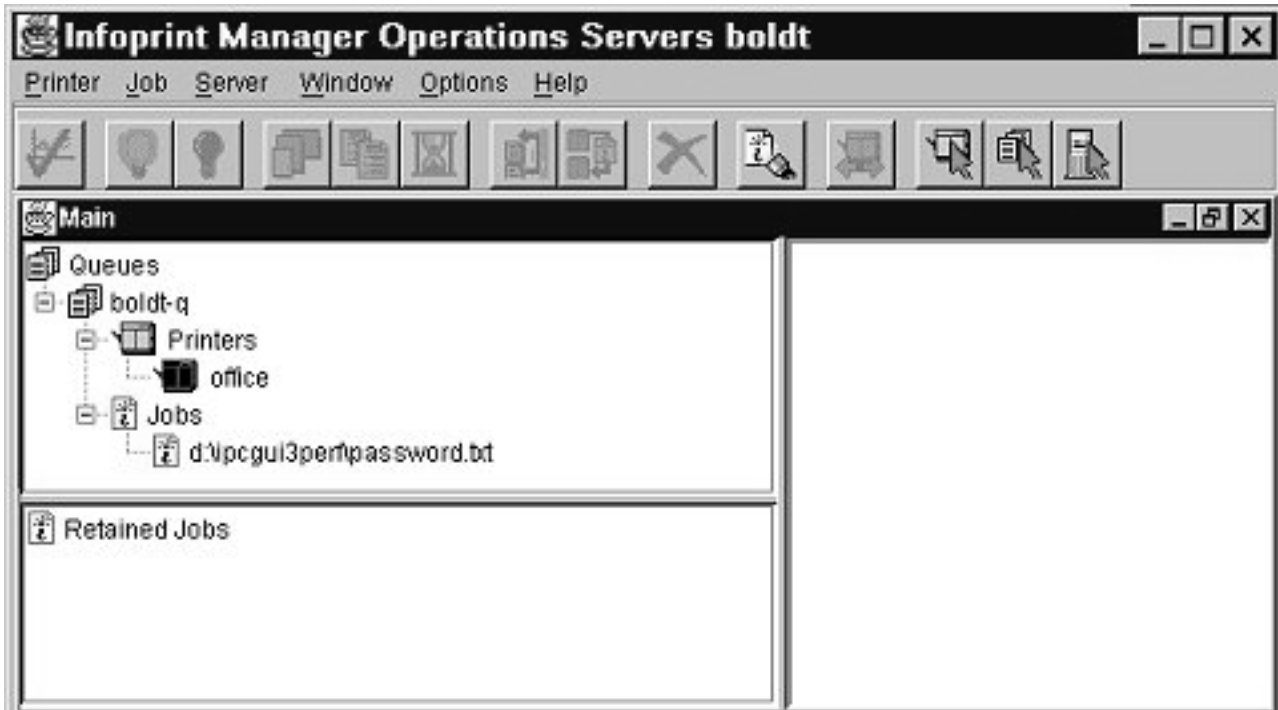 Infoprint Manager Operations Servers boldt
Printer Job Server Window Options Help
Main
Queues
boldt-q
Printers
office
Jobs
d:\ipcgui3perf\password.txt
Retained Jobs